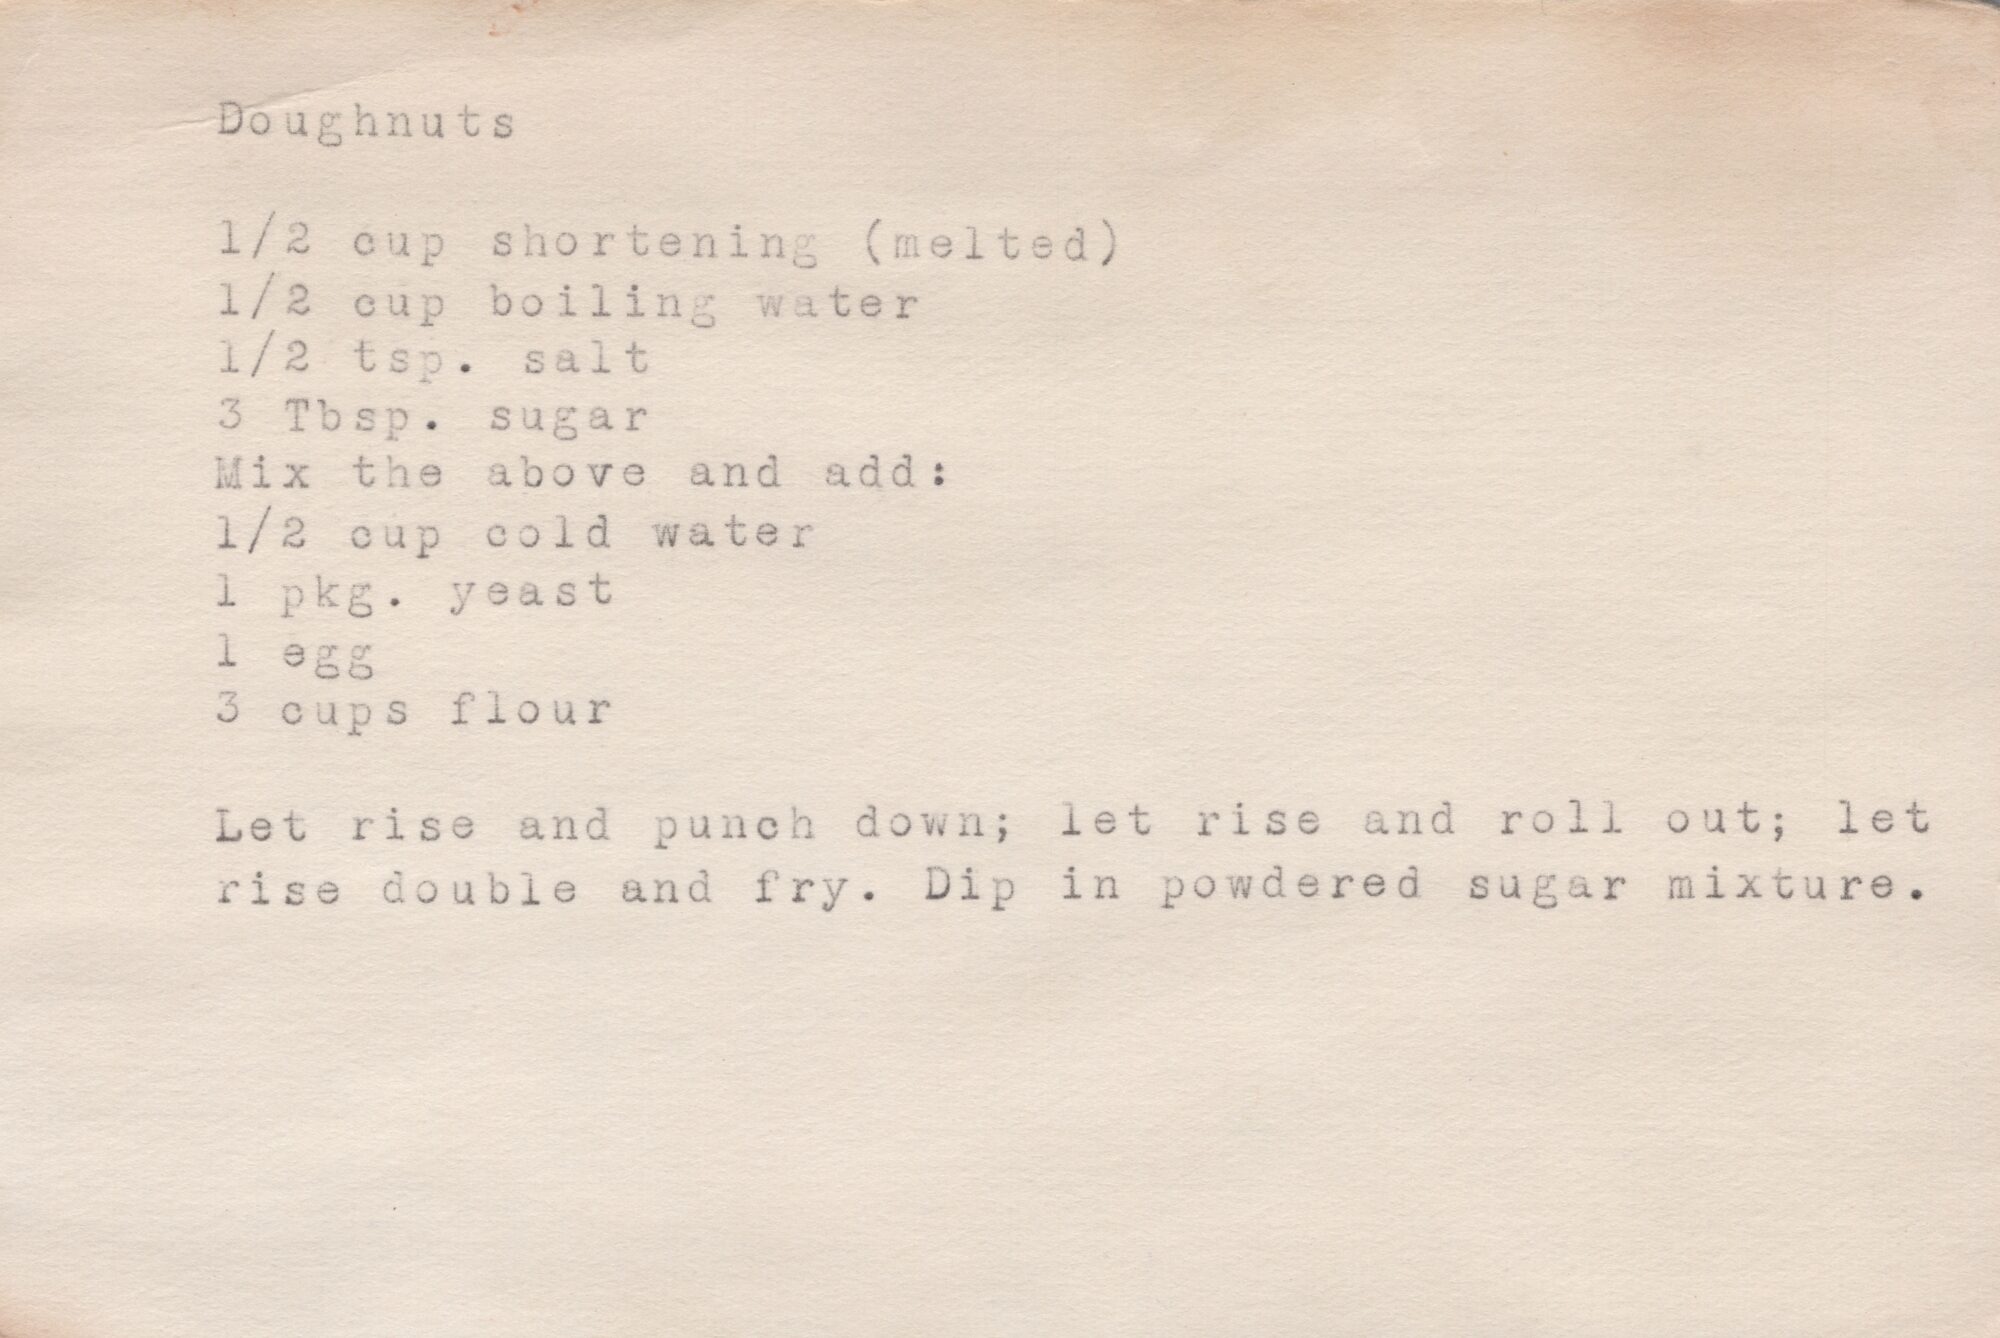 Doughnuts
1/2 cup shortening (melted)
1/2 cup boiling water
1/2 tsp. salt
3 Tbsp. sugar
Mix the above and add:
1/2 cup cold water
1 pkg. yeast
1 egg
3 cups flour
Let rise and punch down; let rise and roll out; let
rise double and fry. Dip in powdered sugar mixture.